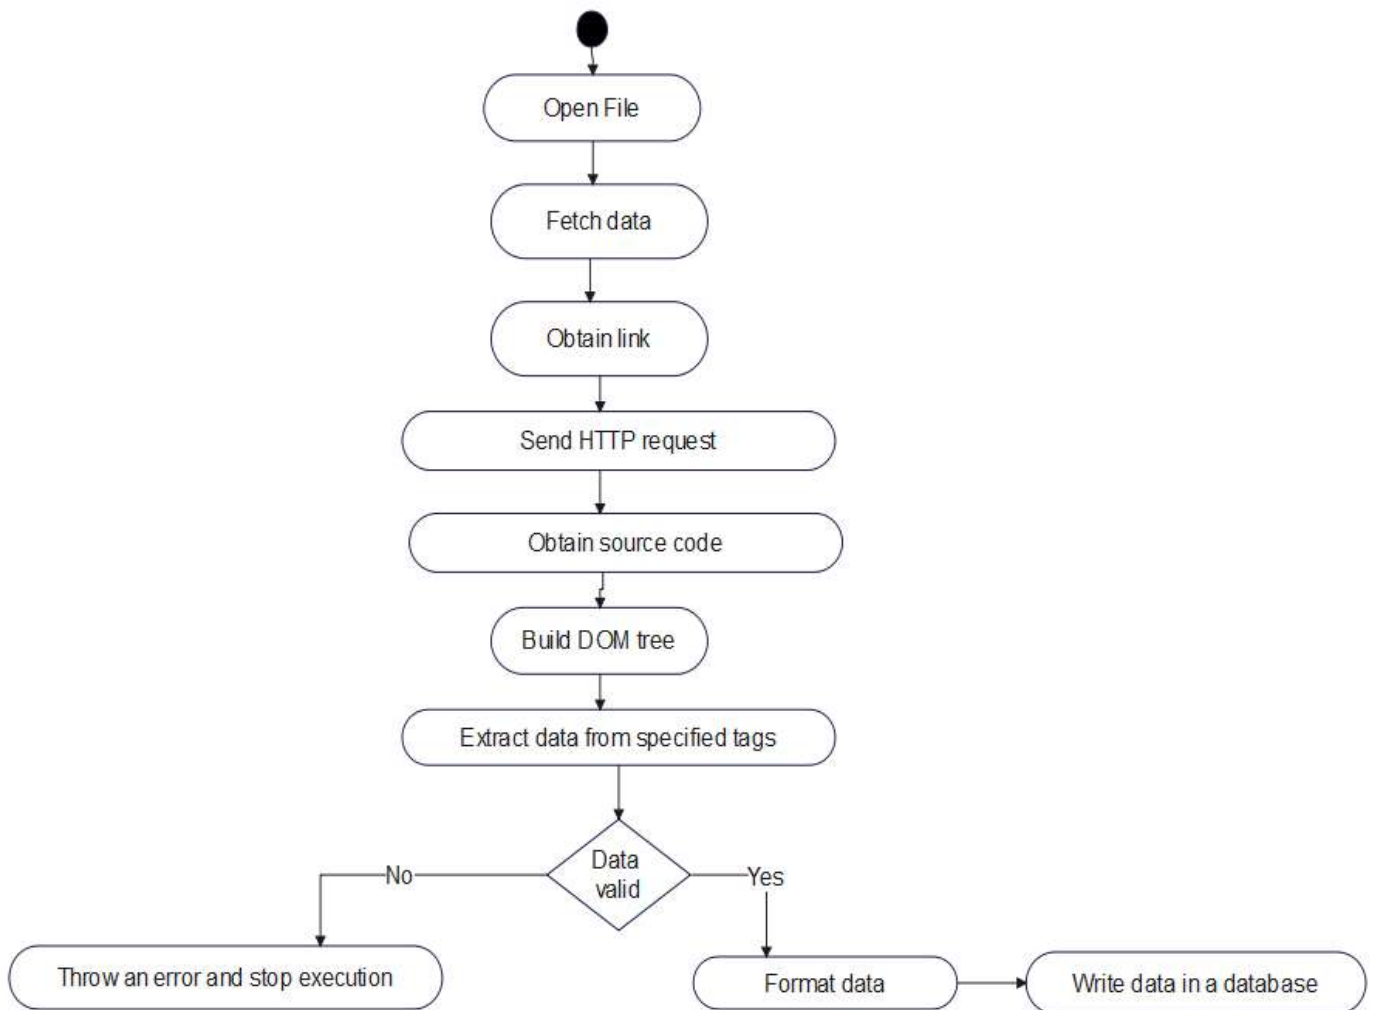 Open File
Fetch data
Obtain link
Send HTTP request
Obtain source code
Build DOM tree
Extract data from specified tags
Data
valid
No
Yes
Throw an error and stop execution
Format data
Write data in a database